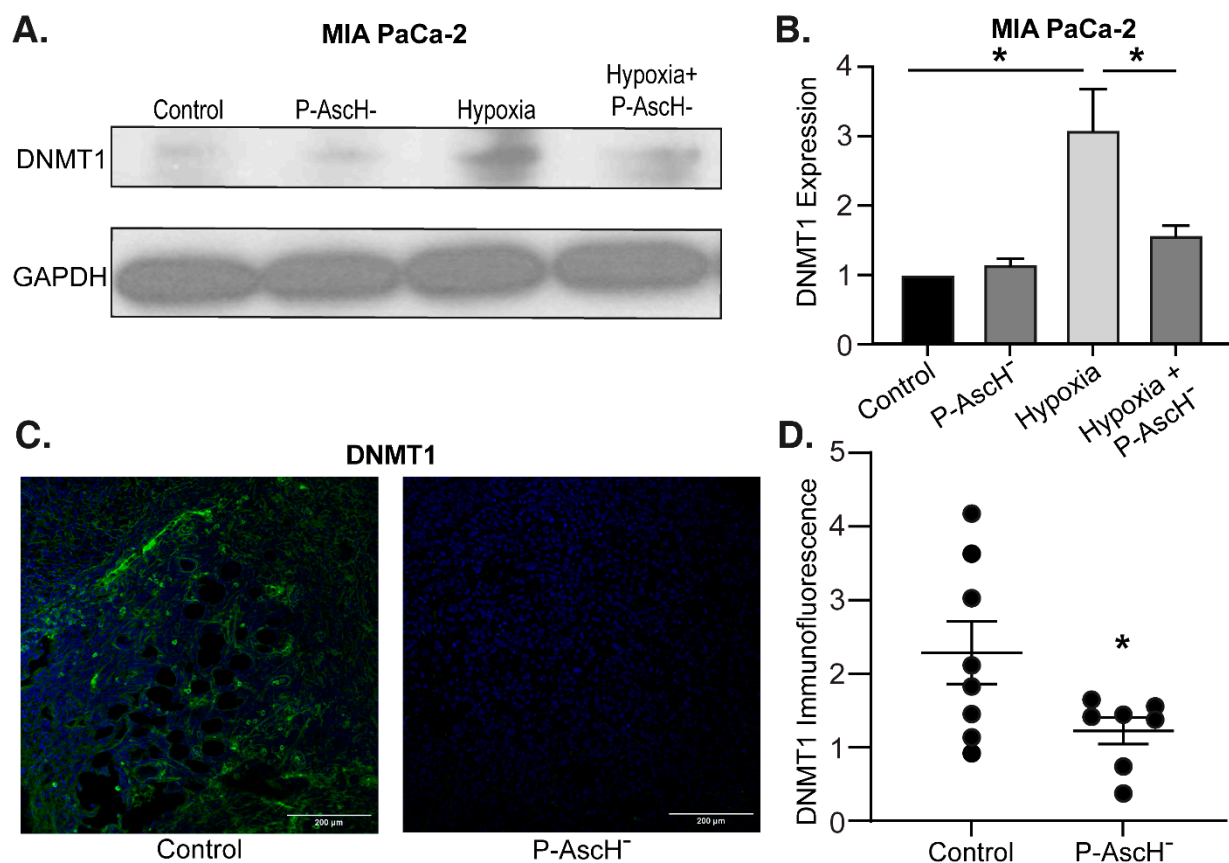 A.
MIA PaCa-2
Control
P-AscH-
Hypoxia
Hypoxia+
P-AscH-
DNMT1
GAPDH
B.
MIA PaCa-2
*
*
DNMT1 Expression
4
3
2
1
0
Control
P-AscH⁻
Hypoxia
Hypoxia +
P-AscH⁻
C.
DNMT1
200 µm
200 µm
Control
P-AscH⁻
D.
DNMT1 Immunofluorescence
5
4
3
2
1
0
*
Control
P-AscH⁻